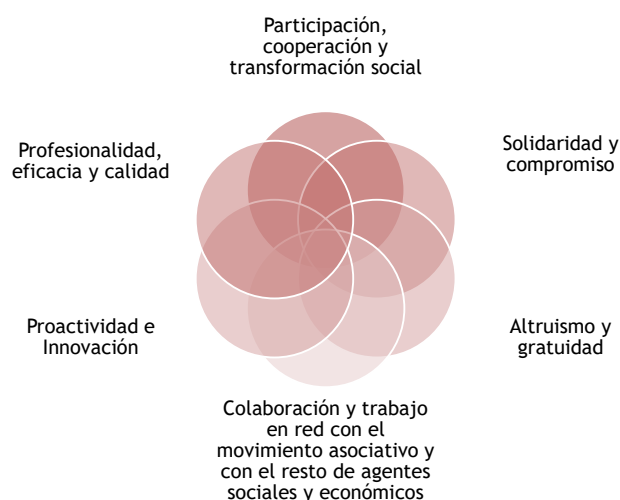 Participación,
cooperación y
transformación social
Profesionalidad,
eficacia y calidad
Solidaridad y
compromiso
Proactividad e
Innovación
Altruismo y
gratuidad
Colaboración y trabajo
en red con el
movimiento asociativo y
con el resto de agentes
sociales y económicos